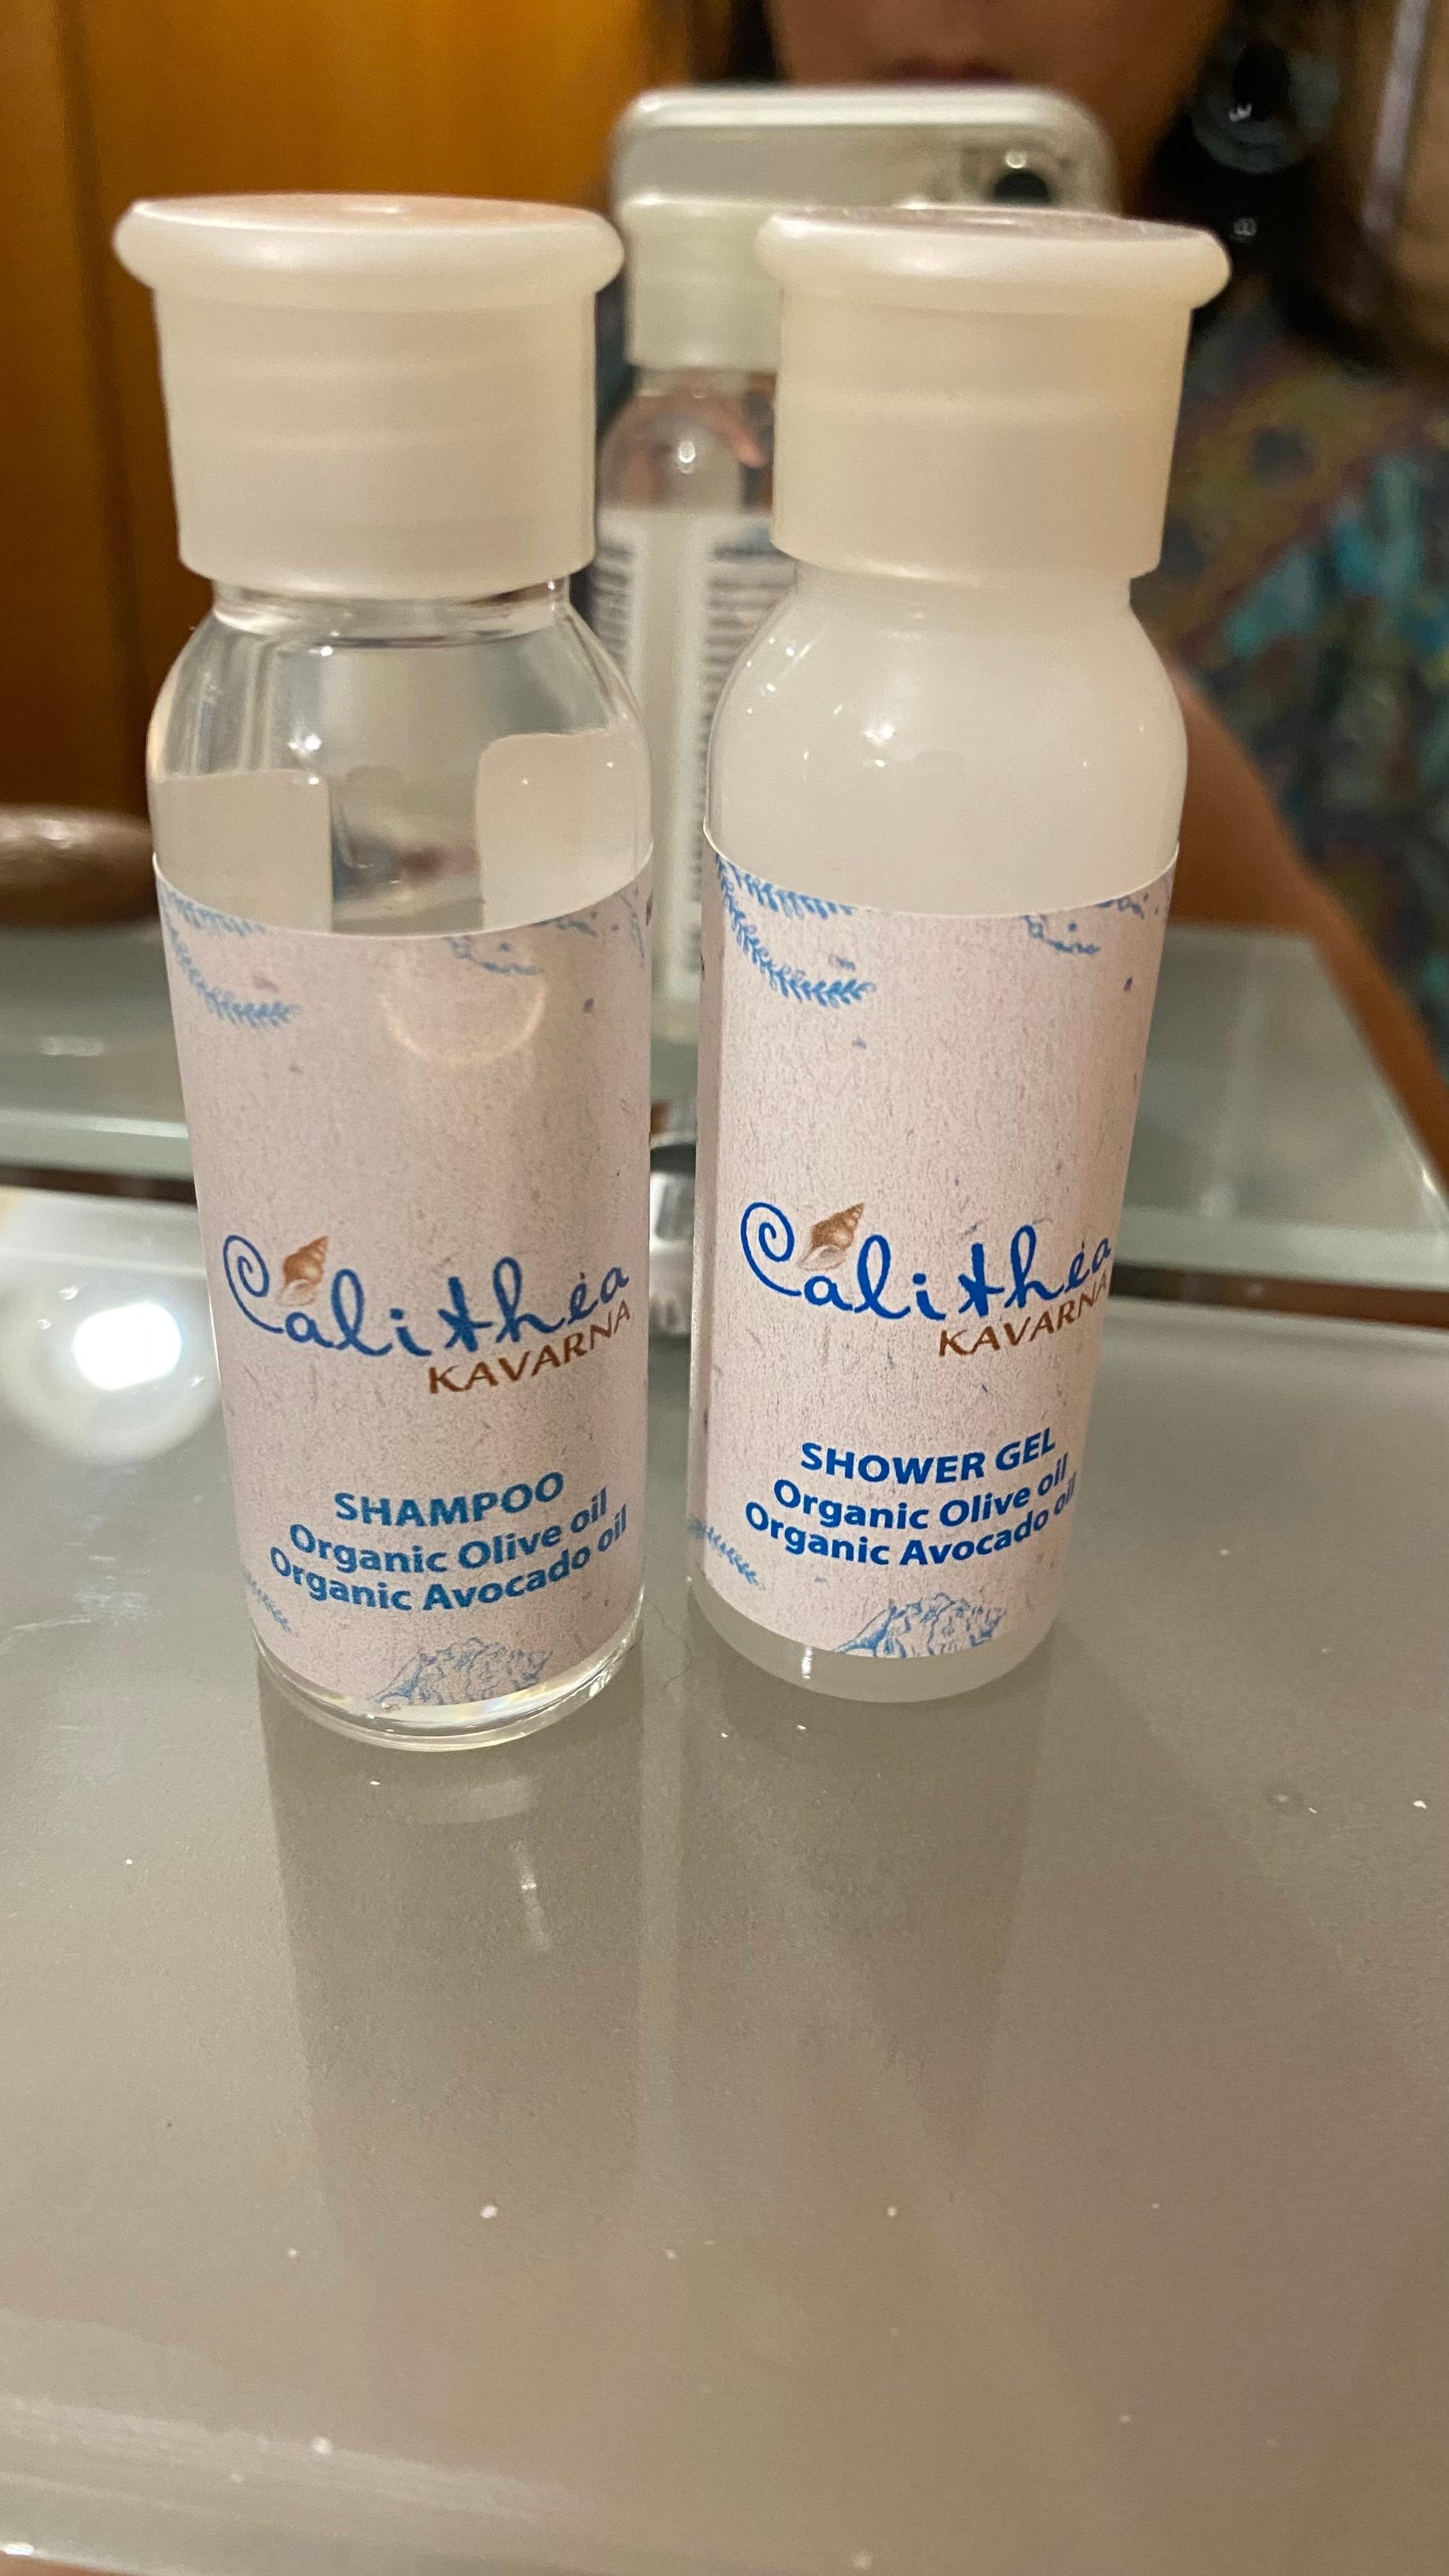 Calithea
KAVARNA
SHAMPOO
Organic Olive oil
Organic Avocado oil
Calithea
KAVARNA
SHOWER GEL
Organic Olive oil
Organic Avocado oil